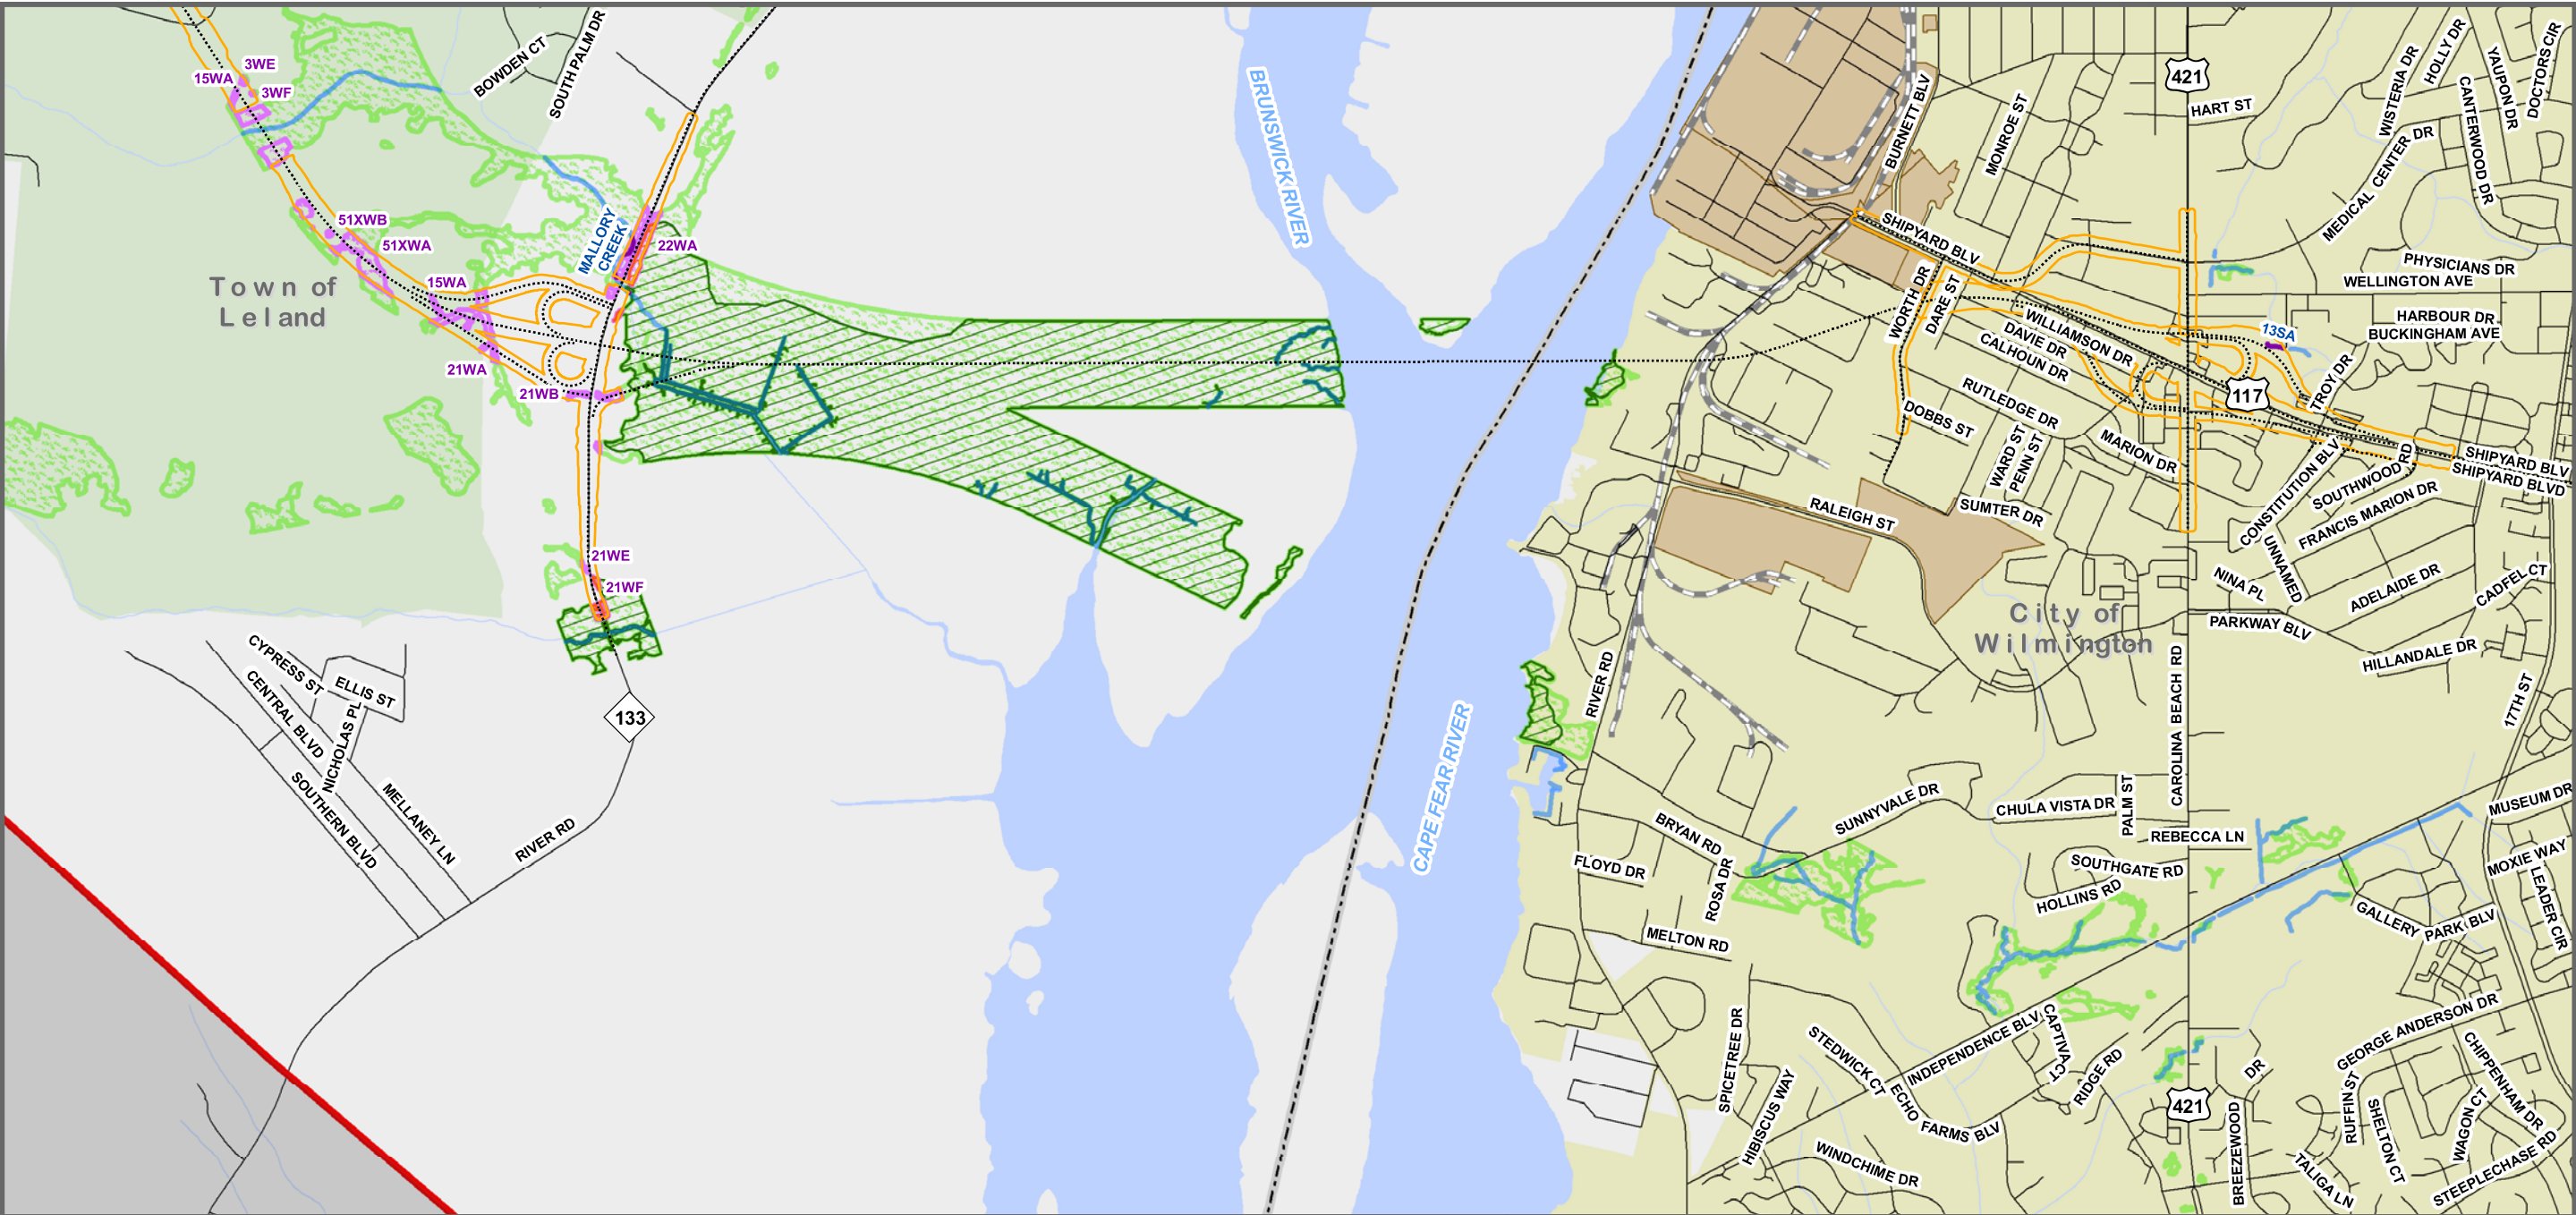 BOWDEN CT
SOUTH PALM DR
3WE
15WA
3WF
51XWB
51XWA
MALLORY
CREEK
22WA
15WA
Town of
Leland
21WA
21WB
21WE
21WF
133
CYPRESS ST
ELLIS ST
CENTRAL BLVD
NICHOLAS PL
SOUTHERN BLVD
MELLANEY LN
RIVER RD
BRUNSWICK RIVER
CAPE FEAR RIVER
BURNETT BLV
MONROE ST
421
HART ST
WISTERIA DR
HOLLY DR
YAUPON DR
DOCTORS CIR
CANTERWOOD DR
MEDICAL CENTER DR
SHIPYARD BLV
PHYSICIANS DR
WELLINGTON AVE
HARBOUR DR
BUCKINGHAM AVE
13SA
WORTH DR
DARE ST
WILLIAMSON DR
DAVIE DR
CALHOUN DR
RUTLEDGE DR
117
TROY DR
DOBBS ST
WARD ST
PENN ST
MARION DR
SHIPYARD BLV
SHIPYARD BLVD
CONSTITUTION BLV
SOUTHWOOD RD
FRANCIS MARION DR
RALEIGH ST
SUMTER DR
UNNAMED
NINA PL
ADELAIDE DR
CADFEL CT
City of
Wilmington
PARKWAY BLV
HILLANDALE DR
RIVER RD
CAROLINA BEACH RD
17TH ST
BRYAN RD
SUNNYVALE DR
CHULA VISTA DR
PALM ST
MUSEUM DR
REBECCA LN
FLOYD DR
ROSA DR
SOUTHGATE RD
HOLLINS RD
MOXIE WAY
LEADER CIR
GALLERY PARK BLV
MELTON RD
SPICETREE DR
STEDWICK CT
INDEPENDENCE BLV
CAPTIVA CT
RIDGE RD
GEORGE ANDERSON DR
CHIPPENHAM DR
HIBISCUS WAY
ECHO FARMS BLV
421
BREEZEWOOD DR
RUFFIN ST
SHELTON CT
WAGON CT
WINDCHIME DR
TALIGA LN
STEEPLECHASE RD